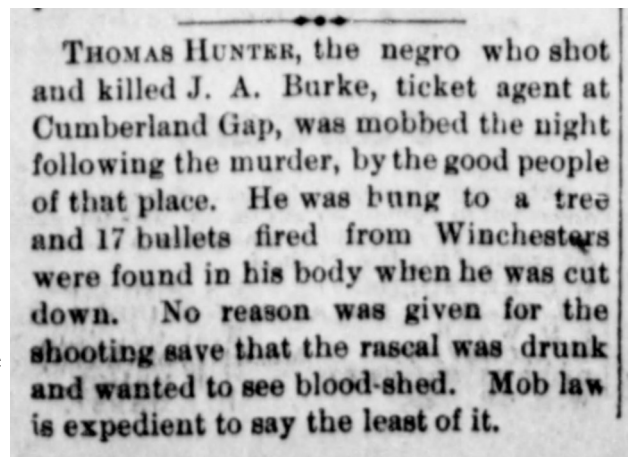 THOMAS HUNTER, the negro who shot
and killed J. A. Burke, ticket agent at
Cumberland Gap, was mobbed the night
following the murder, by the good people
of that place. He was hung to a tree
and 17 bullets fired from Winchesters
were found in his body when he was cut
down. No reason was given for the
shooting save that the rascal was drunk
and wanted to see blood-shed. Mob law
is expedient to say the least of it.